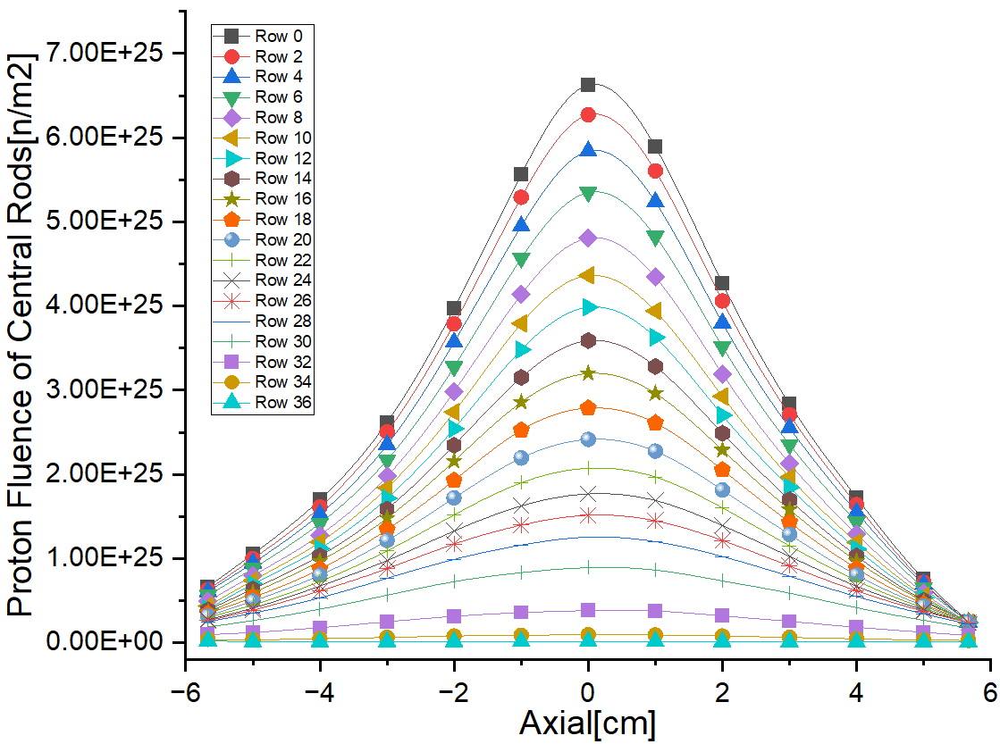 Proton Fluence of Central Rods[n/m2]
7.00E+25
6.00E+25
5.00E+25
4.00E+25
3.00E+25
2.00E+25
1.00E+25
0.00E+00
Row 0
Row 2
Row 4
Row 6
Row 8
Row 10
Row 12
Row 14
Row 16
Row 18
Row 20
Row 22
Row 24
Row 26
Row 28
Row 30
Row 32
Row 34
Row 36
−6 −4 −2 0 2 4 6
Axial[cm]